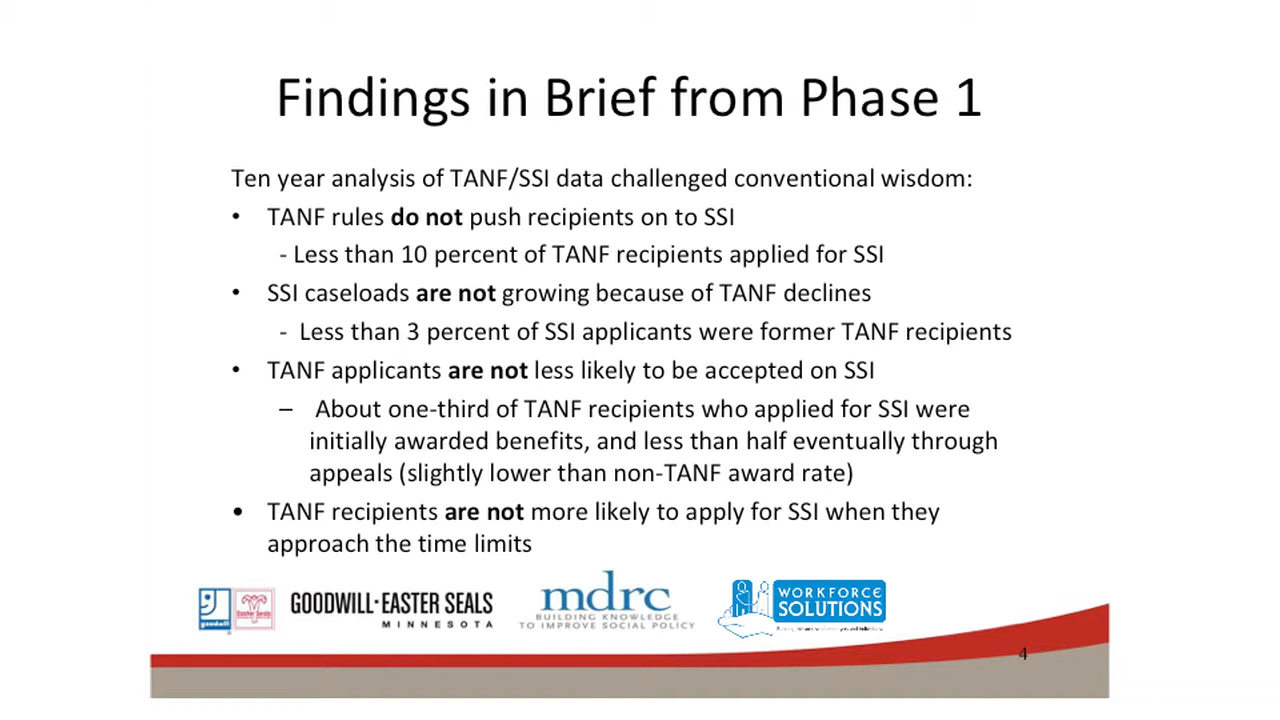 Findings in Brief from Phase 1
Ten year analysis of TANF/SSI data challenged conventional wisdom:
• TANF rules do not push recipients on to SSI
- Less than 10 percent of TANF recipients applied for SSI
• SSI caseloads are not growing because of TANF declines
- Less than 3 percent of SSI applicants were former TANF recipients
• TANF applicants are not less likely to be accepted on SSI
– About one-third of TANF recipients who applied for SSI were
initially awarded benefits, and less than half eventually through
appeals (slightly lower than non-TANF award rate)
• TANF recipients are not more likely to apply for SSI when they
approach the time limits
goodwill
Easter Seals
GOODWILL·EASTER SEALS
MINNESOTA
mdrc
BUILDING KNOWLEDGE
TO IMPROVE SOCIAL POLICY
WORKFORCE
SOLUTIONS
4